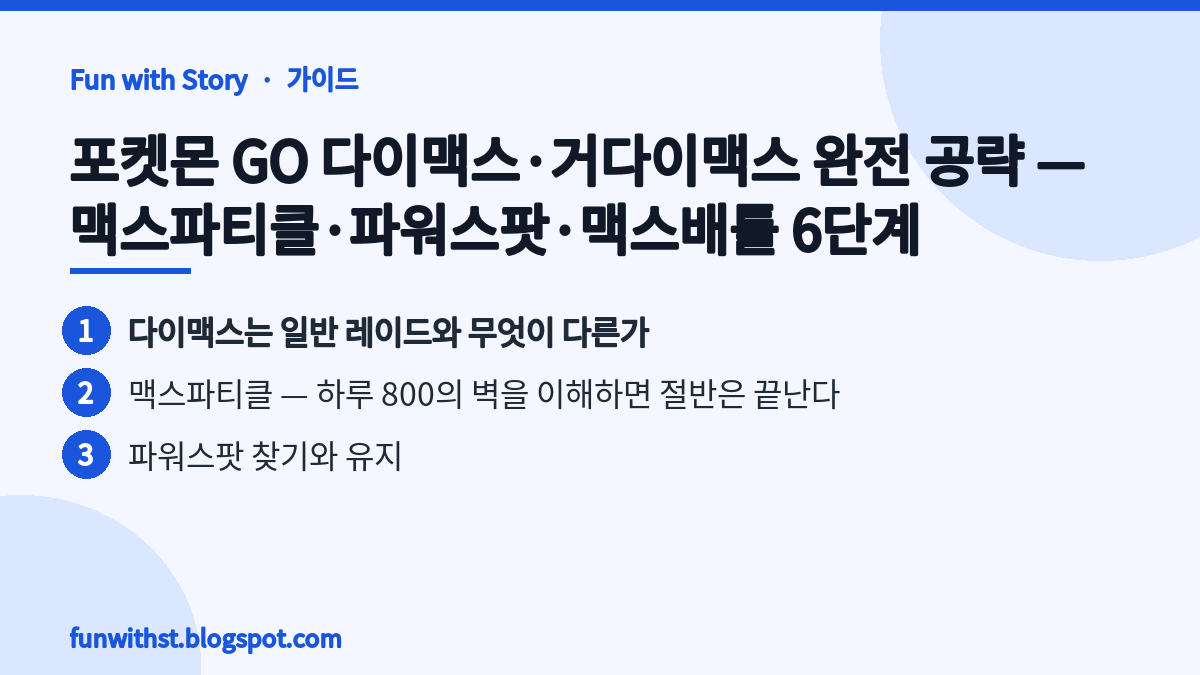 Fun with Story · 가이드
포켓몬 GO 다이맥스·거다이맥스 완전 공략 —
맥스파티클·파워스팟·맥스배틀 6단계
1 다이맥스는 일반 레이드와 무엇이 다른가
2 맥스파티클 — 하루 800의 벽을 이해하면 절반은 끝난다
3 파워스팟 찾기와 유지
funwithst.blogspot.com